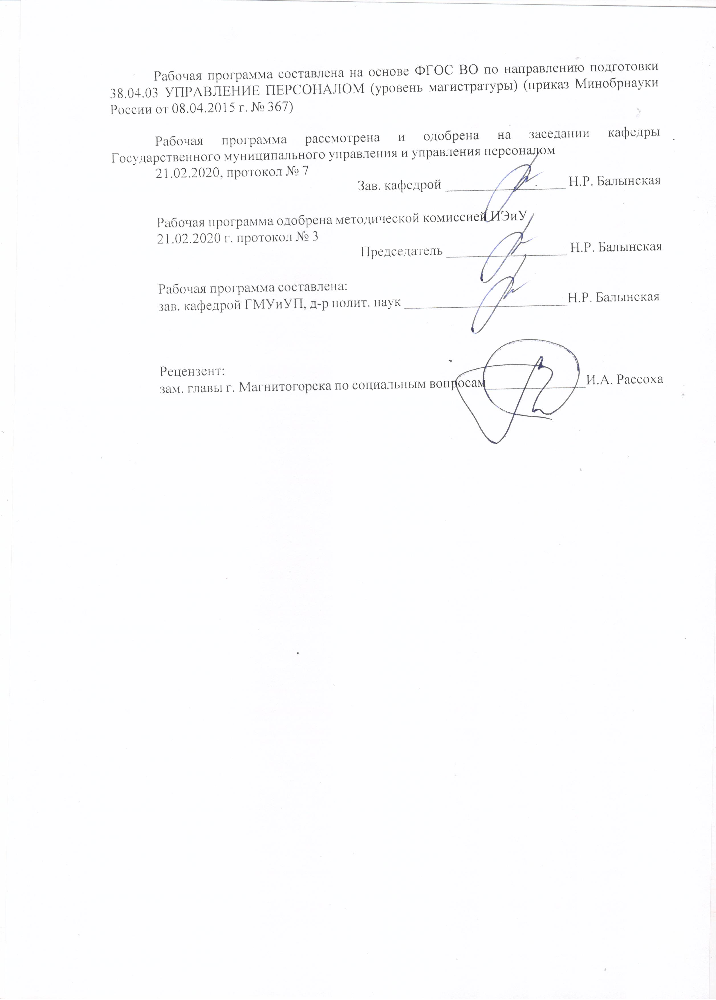 Рабочая программа составлена на основе ФГОС ВО по направлению подготовки
38.04.03 УПРАВЛЕНИЕ ПЕРСОНАЛОМ (уровень магистратуры) (приказ Минобрнауки
России от 08.04.2015 г. № 367)
Рабочая программа рассмотрена и одобрена на заседании кафедры
Государственного муниципального управления и управления персоналом
21.02.2020, протокол № 7
Зав. кафедрой ___________________ Н.Р. Балынская
Рабочая программа одобрена методической комиссией ИЭиУ
21.02.2020 г. протокол № 3
Председатель ___________________ Н.Р. Балынская
Рабочая программа составлена:
зав. кафедрой ГМУиУП, д-р полит. наук __________________________Н.Р. Балынская
Рецензент:
зам. главы г. Магнитогорска по социальным вопросам________________И.А. Рассоха